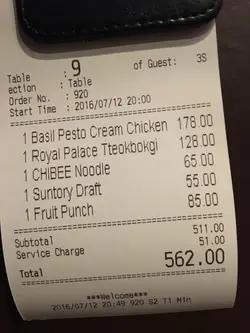 Table : 9 of Guest: 3S
ection : Table
Order No. : 920
Start Time : 2016/07/12 20:00
1 Basil Pesto Cream Chicken 178.00
1 Royal Palace Tteokbokgi 128.00
1 CHIBEE Noodle 65.00
1 Suntory Draft 55.00
1 Fruit Punch 85.00
Subtotal 511.00
Service Charge 51.00
Total 562.00
***Welcome***
2016/07/12 20:49 920 S2 T1 Min